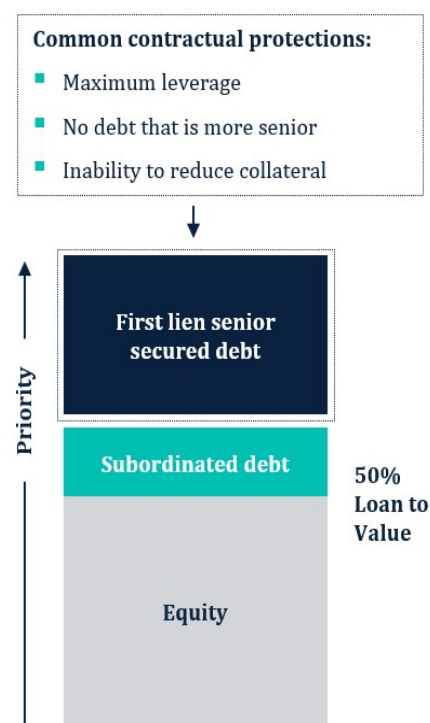 Common contractual protections:
Maximum leverage
No debt that is more senior
Inability to reduce collateral
First lien senior
secured debt
Priority
Subordinated debt
50%
Loan to
Value
Equity